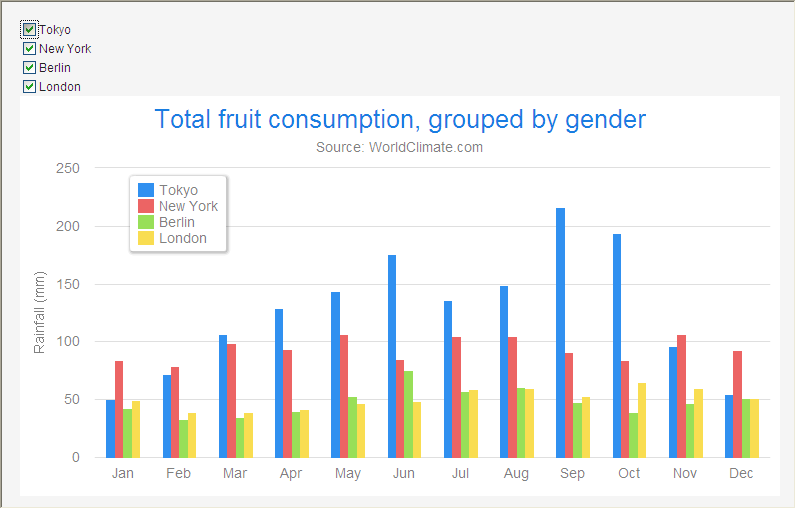 Tokyo
New York
Berlin
London
Total fruit consumption, grouped by gender
Source: WorldClimate.com
250
200
150
100
50
0
Rainfall (mm)
Tokyo
New York
Berlin
London
Jan Feb Mar Apr May Jun Jul Aug Sep Oct Nov Dec